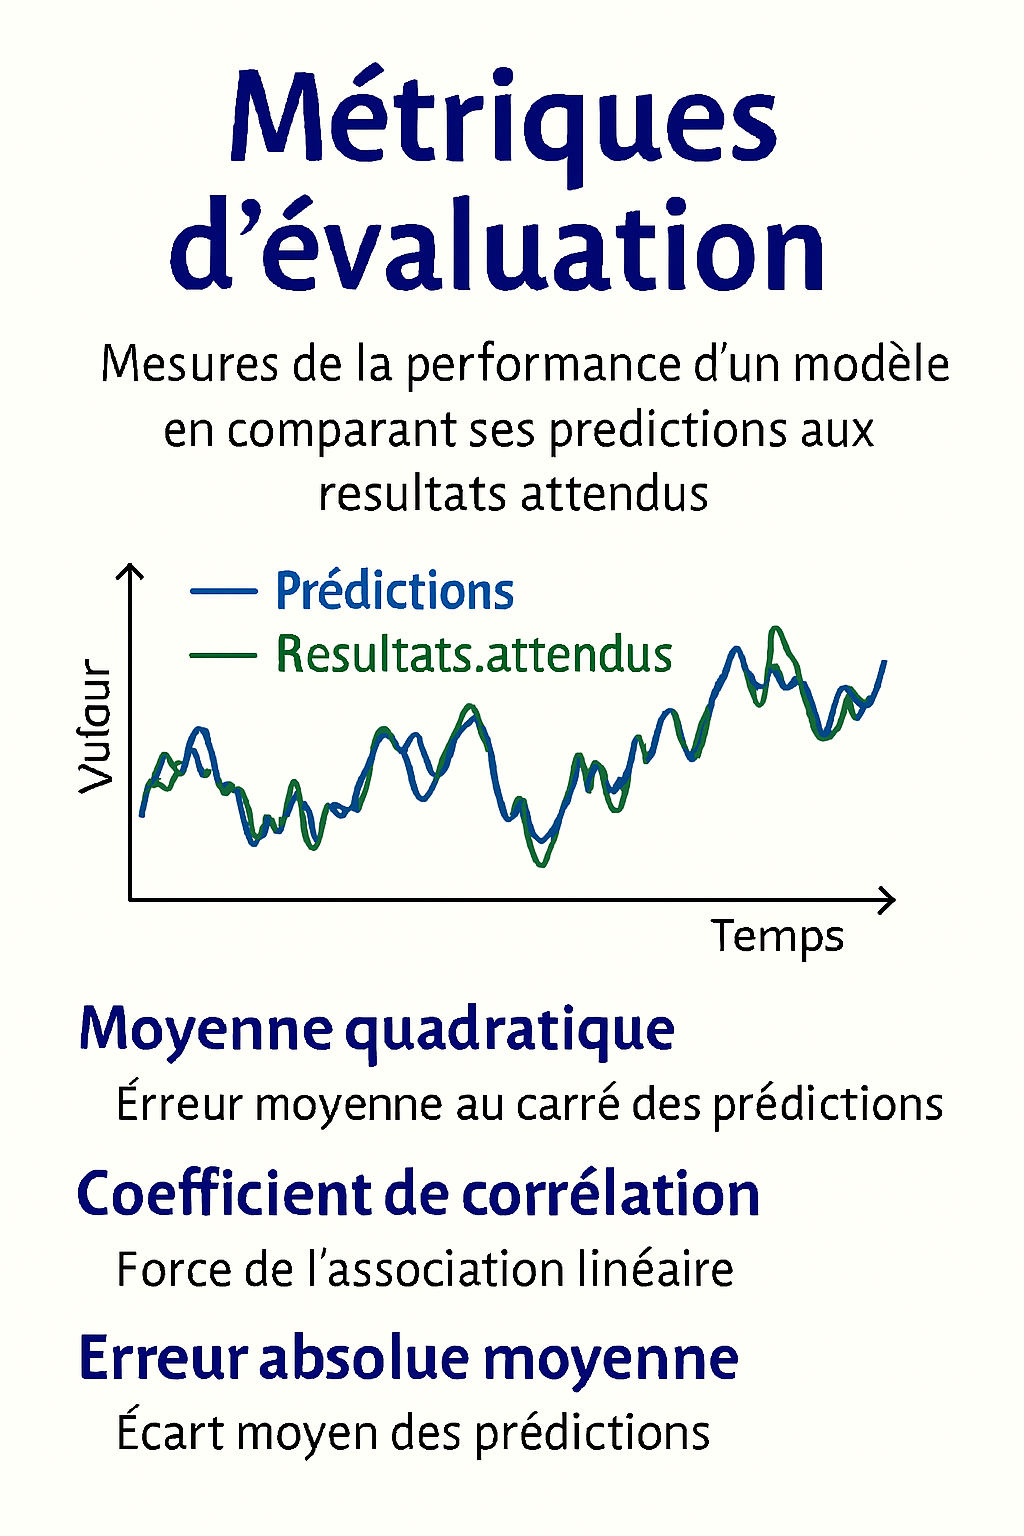 Métriques
d’évaluation
Mesures de la performance d’un modèle
en comparant ses predictions aux
resultats attendus
Prédictions
Resultats.attendus
Vufaur
Temps
Moyenne quadratique
Érreur moyenne au carré des prédictions
Coefficient de corrélation
Force de l’association linéaire
Erreur absolue moyenne
Écart moyen des prédictions